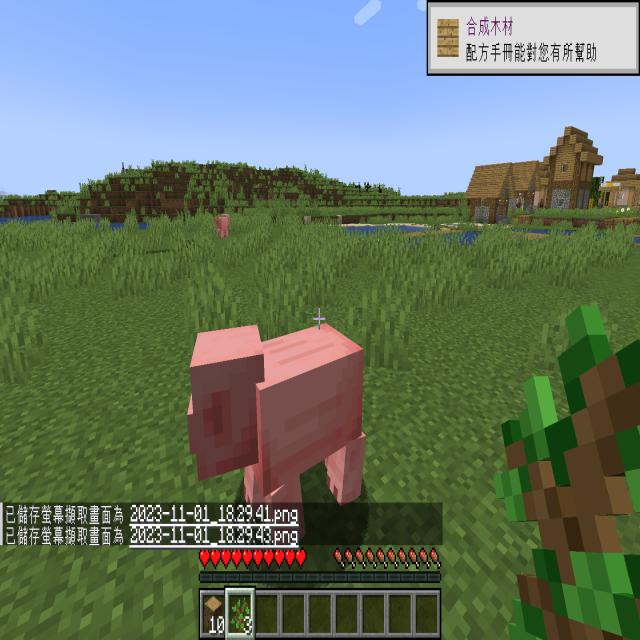 合成木材
配方手冊能對您有所幫助
已儲存螢幕擷取畫面為 2023-11-01_18.29.41.png
已儲存螢幕擷取畫面為 2023-11-01_18.29.43.png
10
3